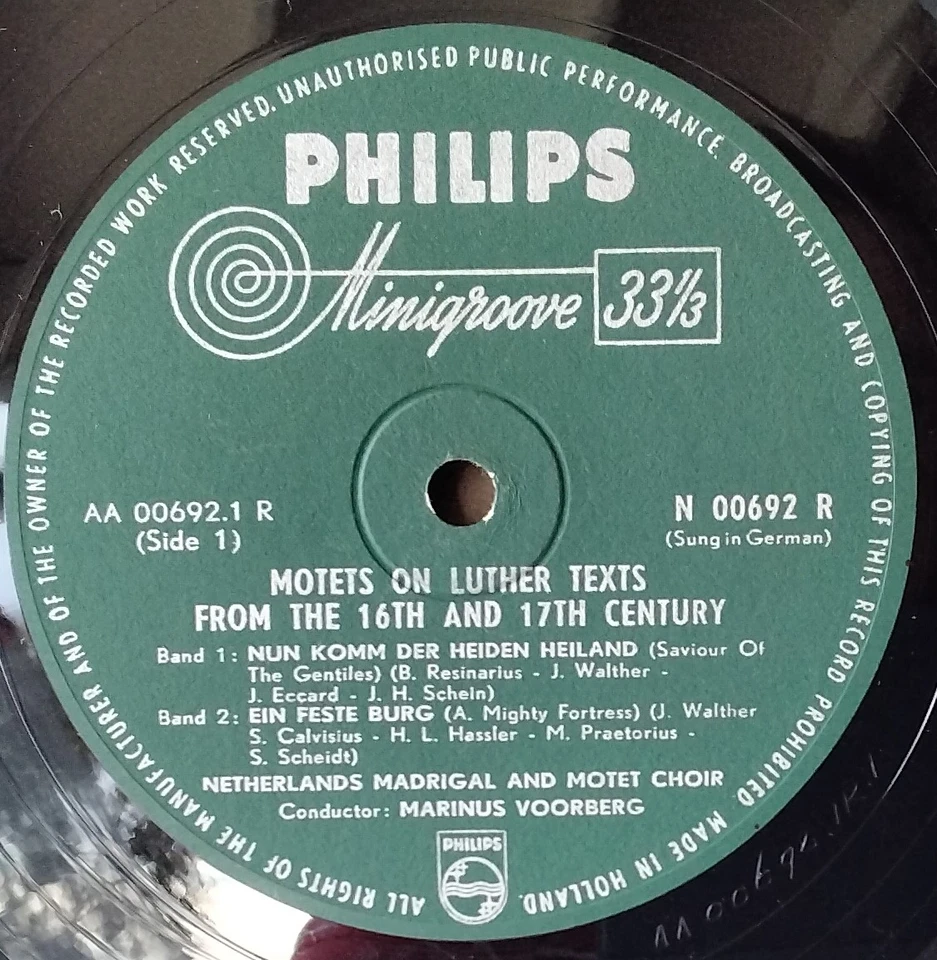 ALL RIGHTS OF THE MANUFACTURER AND OF THE OWNER OF THE RECORDED WORK RESERVED. UNAUTHORISED PUBLIC PERFORMANCE. BROADCASTING AND COPYING OF THIS RECORD PROHIBITED MADE IN HOLLAND.
PHILIPS
Minigroove 33⅓
AA 00692.1 R
(Side 1)
N 00692 R
(Sung in German)
MOTETS ON LUTHER TEXTS
FROM THE 16TH AND 17TH CENTURY
Band 1: NUN KOMM DER HEIDEN HEILAND (Saviour Of
The Gentiles) (B. Resinarius - J. Walther -
J. Eccard - J. H. Schein)
Band 2: EIN FESTE BURG (A. Mighty Fortress) (J. Walther
S. Calvisius - H. L. Hassler - M. Praetorius -
S. Scheidt)
NETHERLANDS MADRIGAL AND MOTET CHOIR
Conductor: MARINUS VOORBERG
PHILIPS